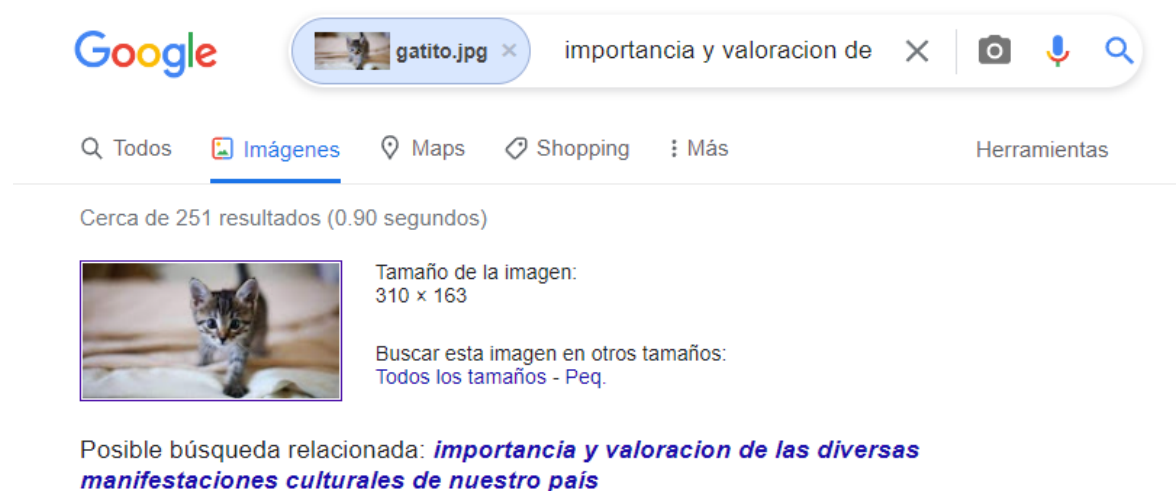 Google gatito.jpg × importancia y valoracion de
Todos Imágenes Maps Shopping Más Herramientas
Cerca de 251 resultados (0.90 segundos)
Tamaño de la imagen:
310 × 163
Buscar esta imagen en otros tamaños:
Todos los tamaños - Peq.
Posible búsqueda relacionada: importancia y valoracion de las diversas
manifestaciones culturales de nuestro país